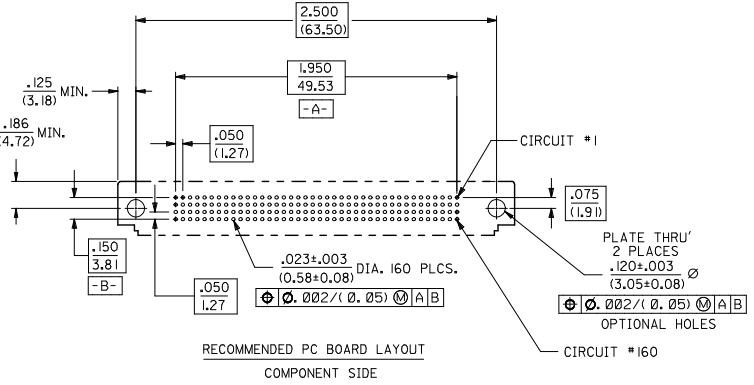 2.500
(63.50)
1.950
49.53
-A-
.125
(3.18) MIN.
.186
(4.72) MIN.
.050
(1.27)
CIRCUIT #1
.075
(1.91)
PLATE THRU'
2 PLACES
.120±.003
(3.05±0.08) Ø
⌖ Ø.002/(0.05) Ⓜ A B
OPTIONAL HOLES
.150
3.81
-B-
.050
1.27
.023±.003
(0.58±0.08) DIA. 160 PLCS.
⌖ Ø.002/(0.05) Ⓜ A B
CIRCUIT #160
RECOMMENDED PC BOARD LAYOUT
COMPONENT SIDE